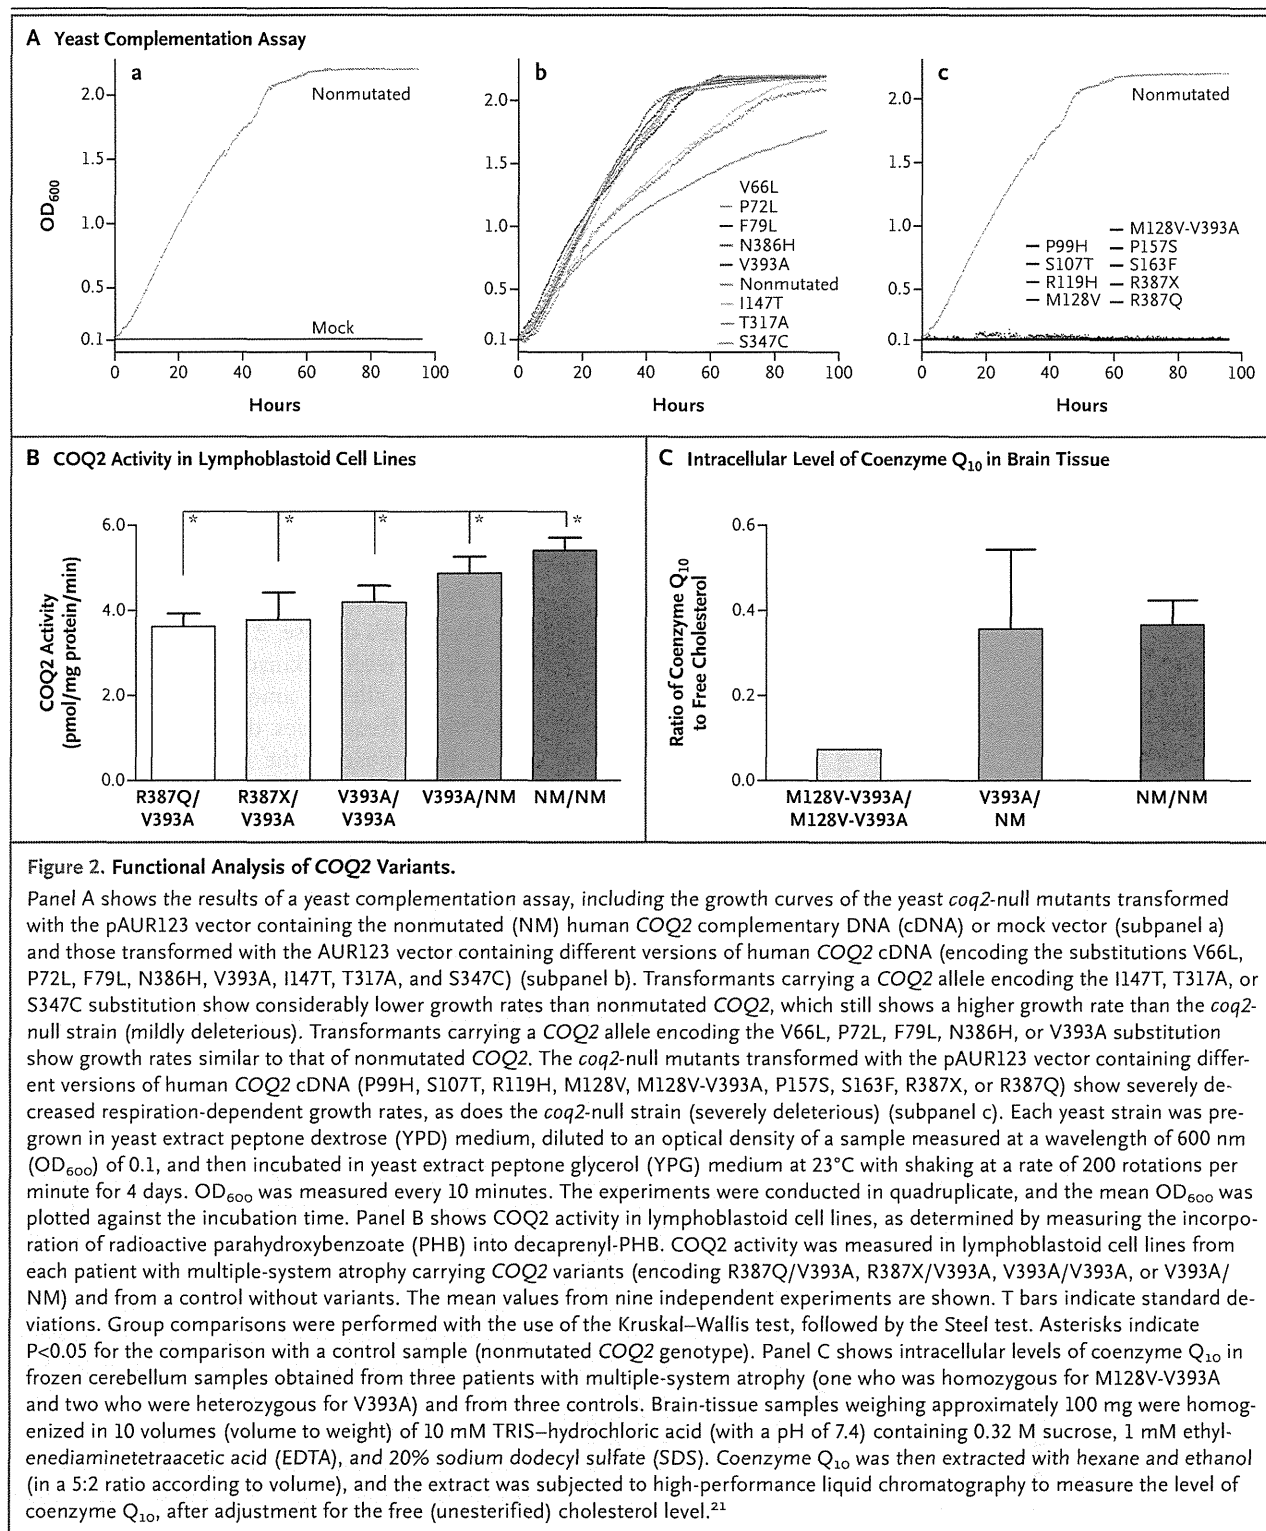 A Yeast Complementation Assay
a
OD600
2.0
1.5
1.0
0.5
0.1
Nonmutated
Mock
0 20 40 60 80 100
Hours
b
2.0
1.5
1.0
0.5
0.1
V66L
P72L
F79L
N386H
V393A
Nonmutated
I147T
T317A
S347C
0 20 40 60 80 100
Hours
c
2.0
1.5
1.0
0.5
0.1
Nonmutated
P99H
S107T
R119H
M128V
M128V-V393A
P157S
S163F
R387X
R387Q
0 20 40 60 80 100
Hours
B COQ2 Activity in Lymphoblastoid Cell Lines
COQ2 Activity
(pmol/mg protein/min)
6.0
4.0
2.0
0.0
* * * * *
R387Q/
V393A
R387X/
V393A
V393A/
V393A
V393A/NM
NM/NM
C Intracellular Level of Coenzyme Q10 in Brain Tissue
Ratio of Coenzyme Q10
to Free Cholesterol
0.6
0.4
0.2
0.0
M128V-V393A/
M128V-V393A
V393A/
NM
NM/NM
Figure 2. Functional Analysis of COQ2 Variants.
Panel A shows the results of a yeast complementation assay, including the growth curves of the yeast coq2-null mutants transformed
with the pAUR123 vector containing the nonmutated (NM) human COQ2 complementary DNA (cDNA) or mock vector (subpanel a)
and those transformed with the AUR123 vector containing different versions of human COQ2 cDNA (encoding the substitutions V66L,
P72L, F79L, N386H, V393A, I147T, T317A, and S347C) (subpanel b). Transformants carrying a COQ2 allele encoding the I147T, T317A, or
S347C substitution show considerably lower growth rates than nonmutated COQ2, which still shows a higher growth rate than the coq2-
null strain (mildly deleterious). Transformants carrying a COQ2 allele encoding the V66L, P72L, F79L, N386H, or V393A substitution
show growth rates similar to that of nonmutated COQ2. The coq2-null mutants transformed with the pAUR123 vector containing differ-
ent versions of human COQ2 cDNA (P99H, S107T, R119H, M128V, M128V-V393A, P157S, S163F, R387X, or R387Q) show severely de-
creased respiration-dependent growth rates, as does the coq2-null strain (severely deleterious) (subpanel c). Each yeast strain was pre-
grown in yeast extract peptone dextrose (YPD) medium, diluted to an optical density of a sample measured at a wavelength of 600 nm
(OD600) of 0.1, and then incubated in yeast extract peptone glycerol (YPG) medium at 23°C with shaking at a rate of 200 rotations per
minute for 4 days. OD600 was measured every 10 minutes. The experiments were conducted in quadruplicate, and the mean OD600 was
plotted against the incubation time. Panel B shows COQ2 activity in lymphoblastoid cell lines, as determined by measuring the incorpo-
ration of radioactive parahydroxybenzoate (PHB) into decaprenyl-PHB. COQ2 activity was measured in lymphoblastoid cell lines from
each patient with multiple-system atrophy carrying COQ2 variants (encoding R387Q/V393A, R387X/V393A, V393A/V393A, or V393A/
NM) and from a control without variants. The mean values from nine independent experiments are shown. T bars indicate standard de-
viations. Group comparisons were performed with the use of the Kruskal–Wallis test, followed by the Steel test. Asterisks indicate
P<0.05 for the comparison with a control sample (nonmutated COQ2 genotype). Panel C shows intracellular levels of coenzyme Q10 in
frozen cerebellum samples obtained from three patients with multiple-system atrophy (one who was homozygous for M128V-V393A
and two who were heterozygous for V393A) and from three controls. Brain-tissue samples weighing approximately 100 mg were homog-
enized in 10 volumes (volume to weight) of 10 mM TRIS–hydrochloric acid (with a pH of 7.4) containing 0.32 M sucrose, 1 mM ethyl-
enediaminetetraacetic acid (EDTA), and 20% sodium dodecyl sulfate (SDS). Coenzyme Q10 was then extracted with hexane and ethanol
(in a 5:2 ratio according to volume), and the extract was subjected to high-performance liquid chromatography to measure the level of
coenzyme Q10, after adjustment for the free (unesterified) cholesterol level.21